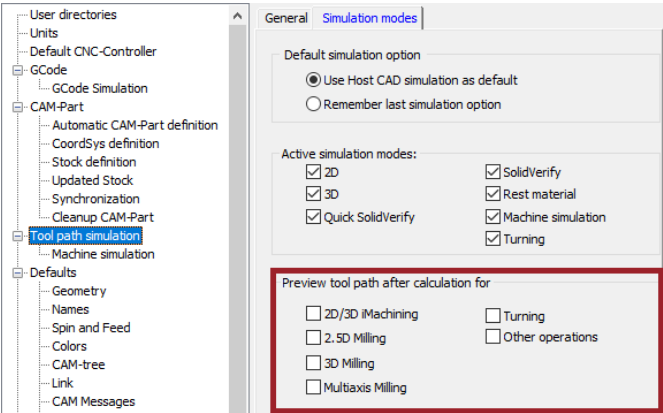 User directories
Units
Default CNC-Controller
GCode
GCode Simulation
CAM-Part
Automatic CAM-Part definition
CoordSys definition
Stock definition
Updated Stock
Synchronization
Cleanup CAM-Part
Tool path simulation
Machine simulation
Defaults
Geometry
Names
Spin and Feed
Colors
CAM-tree
Link
CAM Messages
General Simulation modes
Default simulation option
Use Host CAD simulation as default
Remember last simulation option
Active simulation modes:
2D SolidVerify
3D Rest material
Quick SolidVerify Machine simulation
Turning
Preview tool path after calculation for
2D/3D iMachining Turning
2.5D Milling Other operations
3D Milling
Multiaxis Milling